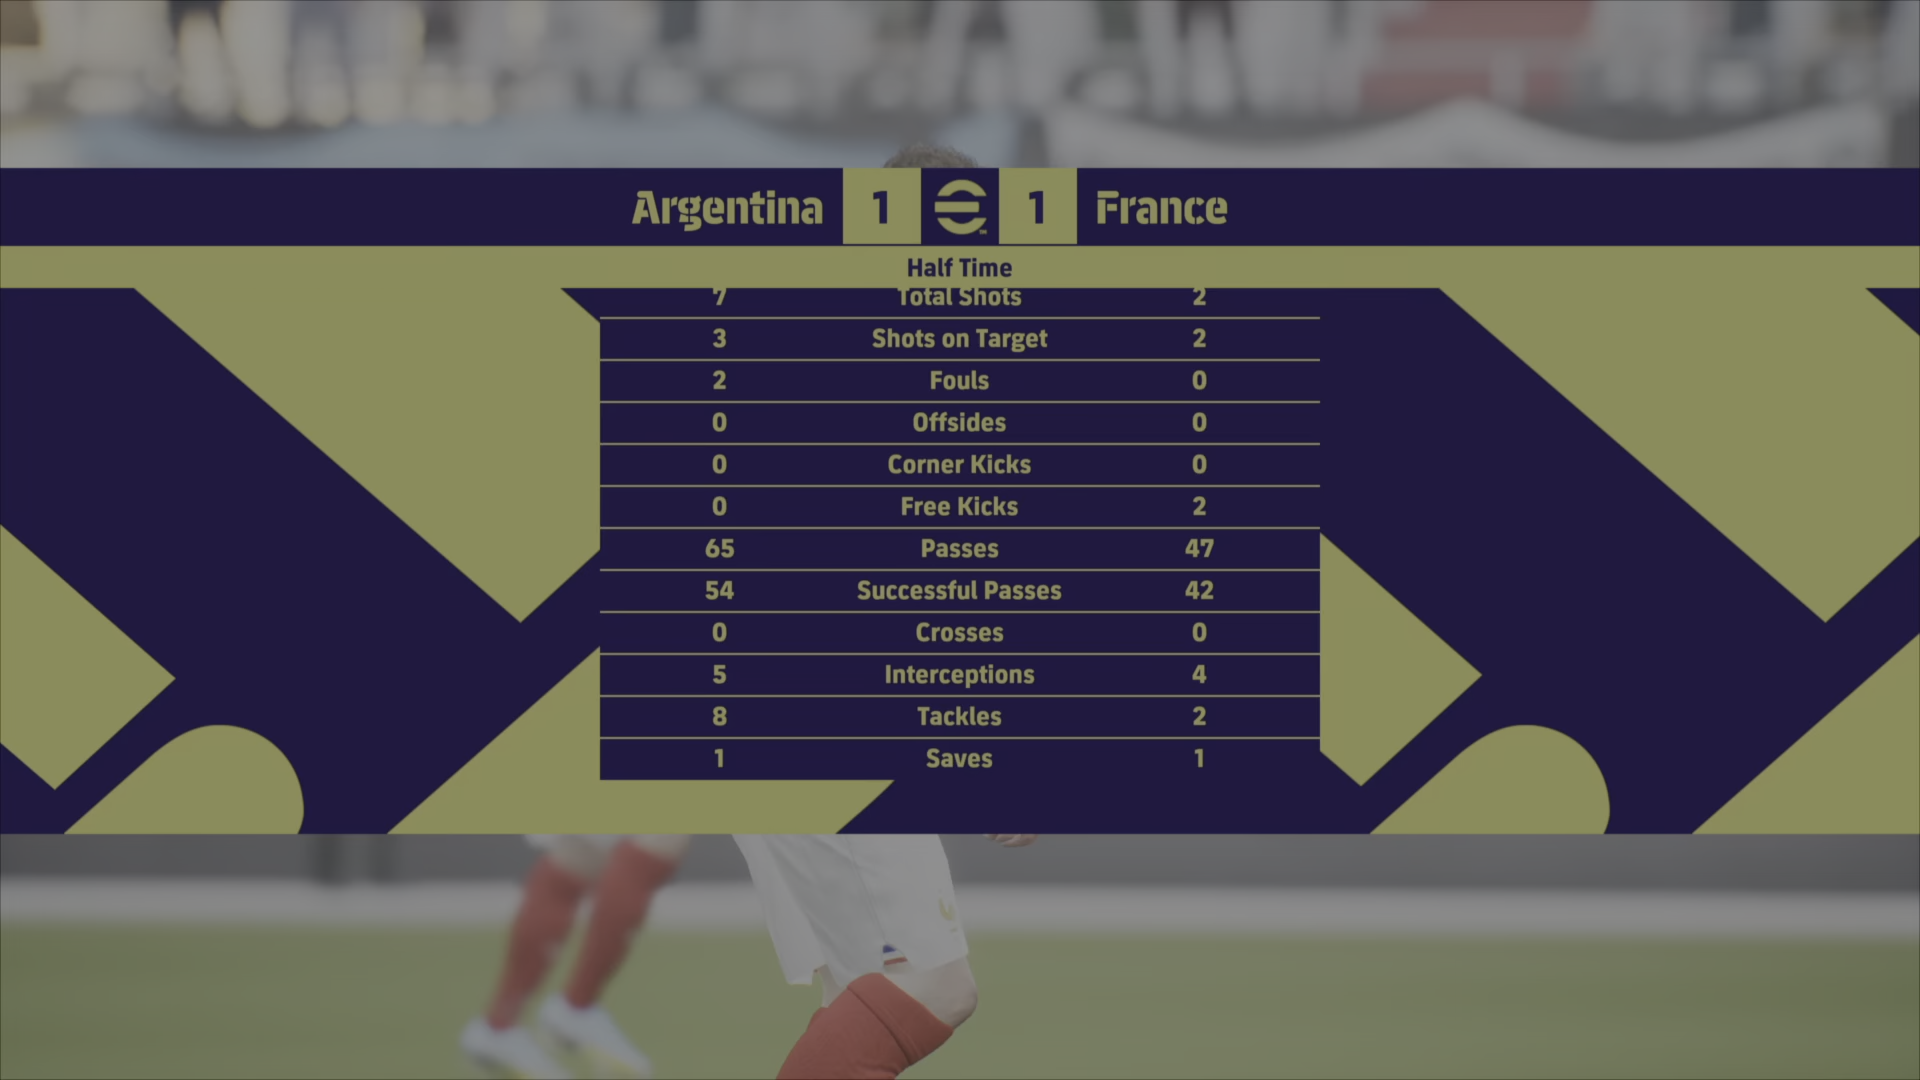 Argentina 1 1 France
Half Time
7 Total Shots 2
3 Shots on Target 2
2 Fouls 0
0 Offsides 0
0 Corner Kicks 0
0 Free Kicks 2
65 Passes 47
54 Successful Passes 42
0 Crosses 0
5 Interceptions 4
8 Tackles 2
1 Saves 1